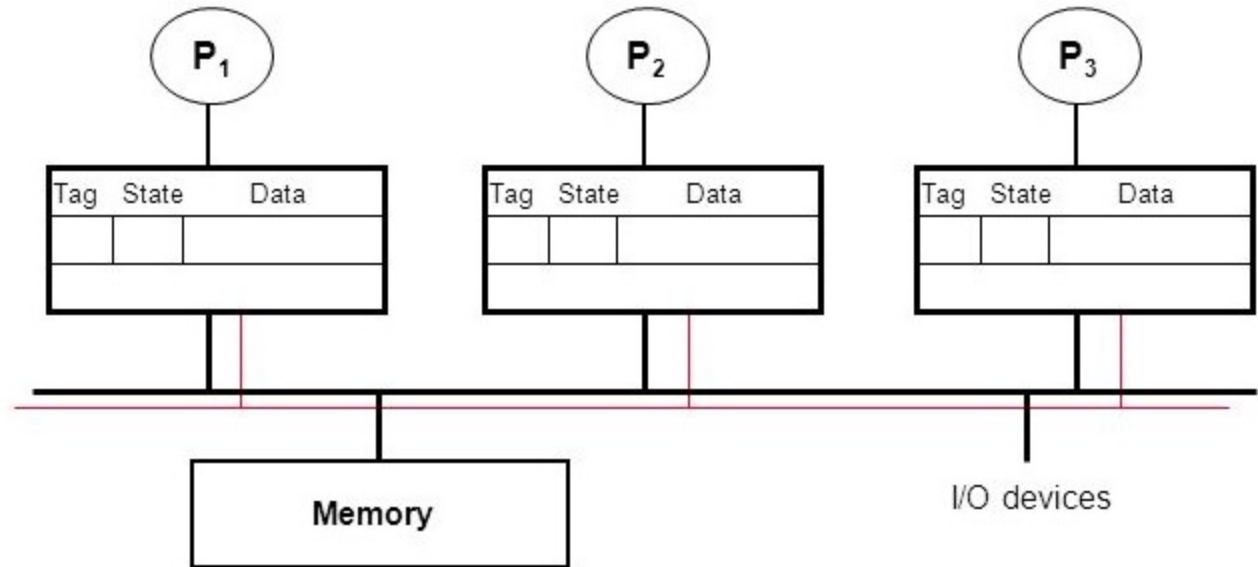 P1 P2 P3
Tag State Data Tag State Data Tag State Data
I/O devices
Memory